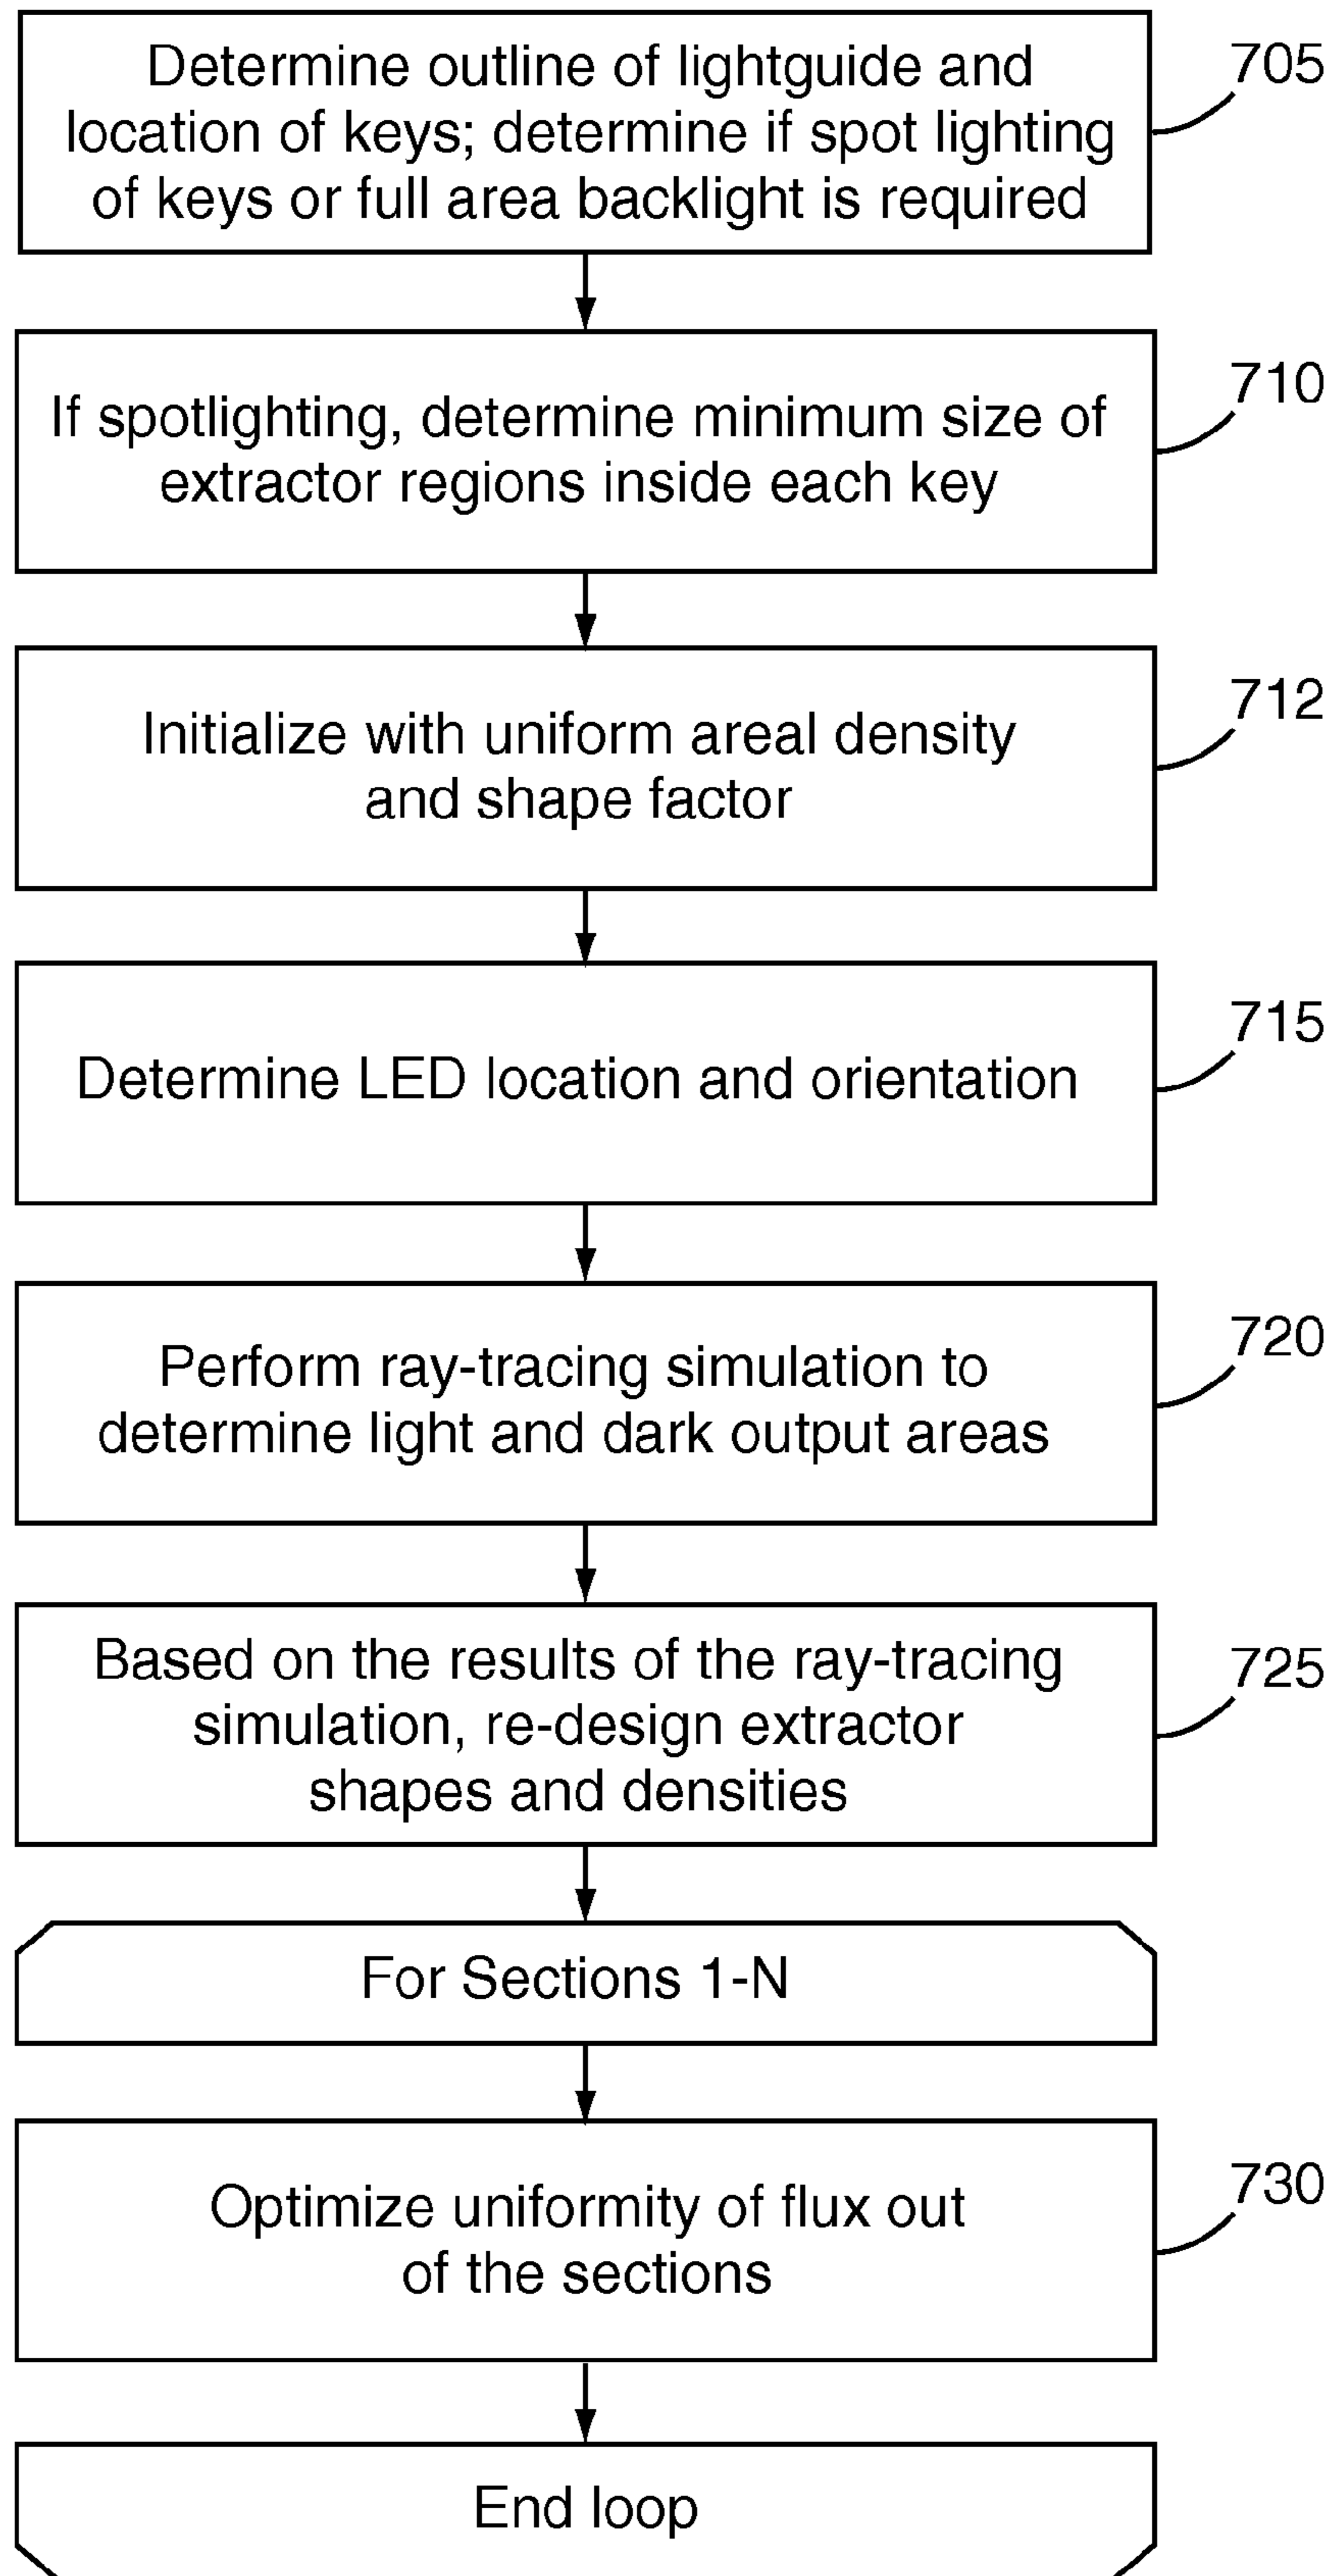 Determine outline of lightguide and
location of keys; determine if spot lighting
of keys or full area backlight is required
705
If spotlighting, determine minimum size of
extractor regions inside each key
710
Initialize with uniform areal density
and shape factor
712
Determine LED location and orientation
715
Perform ray-tracing simulation to
determine light and dark output areas
720
Based on the results of the ray-tracing
simulation, re-design extractor
shapes and densities
725
For Sections 1-N
Optimize uniformity of flux out
of the sections
730
End loop